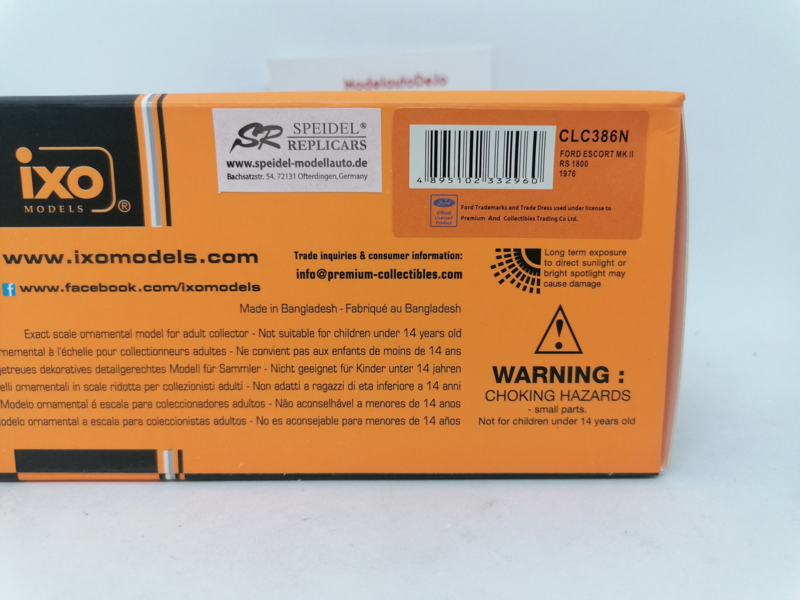 ModelautoDeJo
ixo
MODELS ®
SR SPEIDEL®
REPLICARS
www.speidel-modellauto.de
Bachsatzstr. 54, 72131 Ofterdingen, Germany
CLC386N
FORD ESCORT MK II
RS 1800
1976
4 895102 332960
Ford
Official
Licensed
Product
Ford Trademarks and Trade Dress used under license to
Premium And Collectibles Trading Co Ltd.
www.ixomodels.com
f www.facebook.com/ixomodels
Trade inquiries & consumer information:
info@premium-collectibles.com
Long term exposure
to direct sunlight or
bright spotlight may
cause damage
Made in Bangladesh - Fabriqué au Bangladesh
Exact scale ornamental model for adult collector - Not suitable for children under 14 years old
rnemental à l'échelle pour collectionneurs adultes - Ne convient pas aux enfants de moins de 14 ans
getreues dekoratives detailgerechtes Modell für Sammler - Nicht geeignet für Kinder unter 14 jahren
elli ornamentali in scale ridotta per collezionisti adulti - Non adatti a ragazzi di eta inferiore a 14 anni
Modelo ornamental á escala para coleccionadores adultos - Não aconselhável a menores de 14 anos
odelo ornamental a escala para coleccionistas adultos - No es aconsejable para menores de 14 años
WARNING :
CHOKING HAZARDS
- small parts.
Not for children under 14 years old